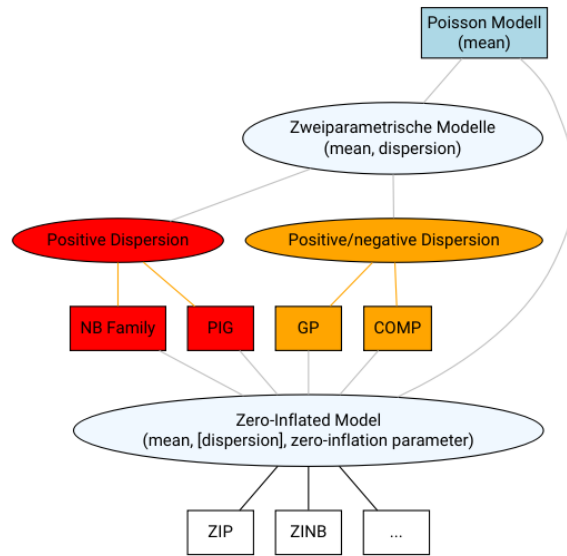 Poisson Modell
(mean)
Zweiparametrische Modelle
(mean, dispersion)
Positive Dispersion
Positive/negative Dispersion
NB Family
PIG
GP
COMP
Zero-Inflated Model
(mean, [dispersion], zero-inflation parameter)
ZIP
ZINB
...